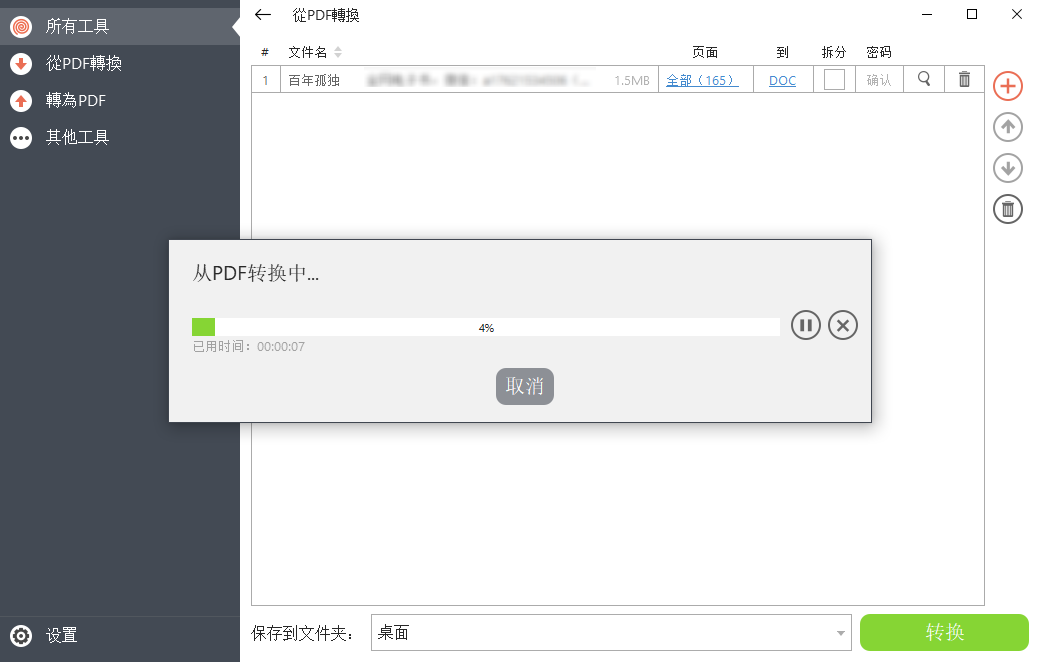 所有工具
從PDF轉換
轉為PDF
其他工具
設置
從PDF轉換
# 文件名 页面 到 拆分 密码
1 百年孤独 1.5MB 全部（165） DOC 确认
从PDF转换中...
4%
已用时间：00:00:07
取消
保存到文件夹： 桌面 转换